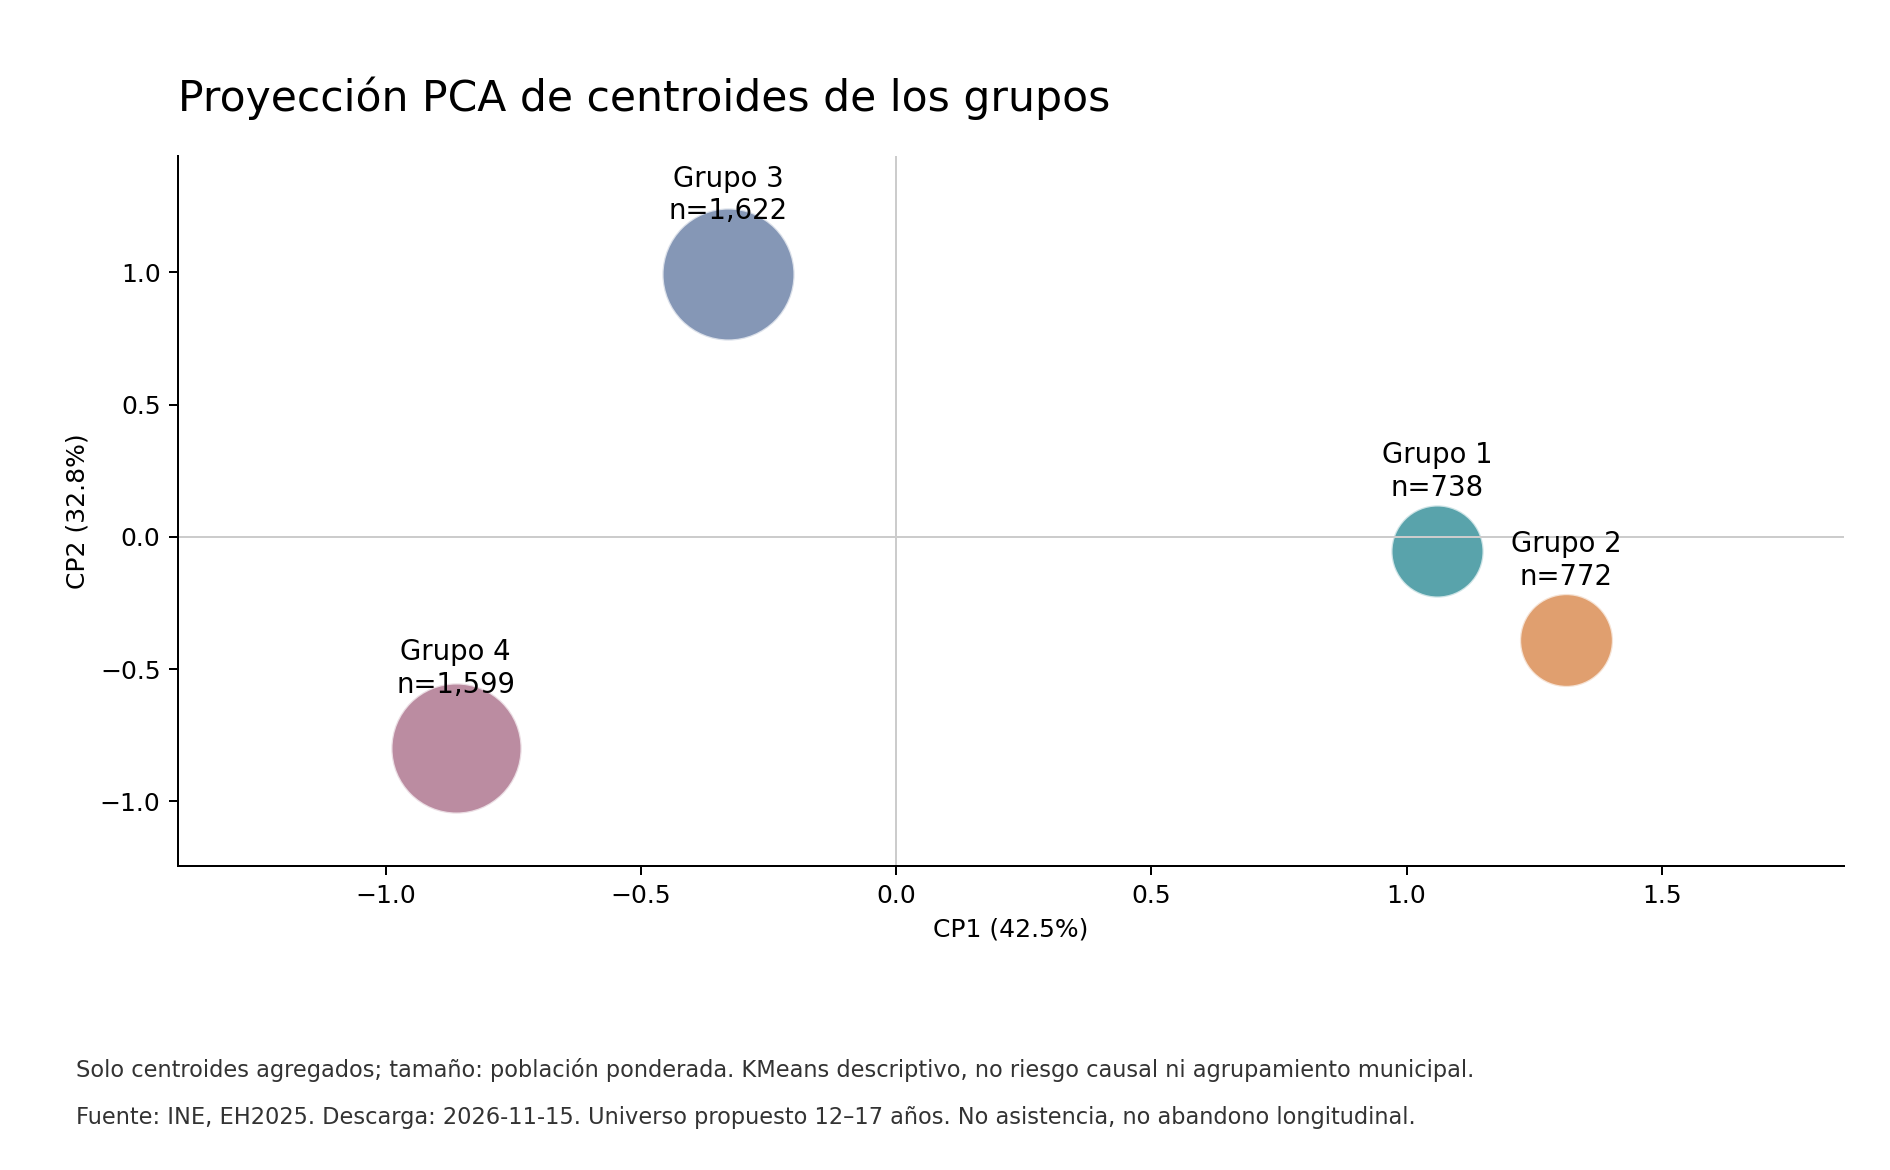 Proyección PCA de centroides de los grupos
Grupo 3
n=1,622
Grupo 1
n=738
Grupo 2
n=772
Grupo 4
n=1,599
CP2 (32.8%)
1.0
0.5
0.0
−0.5
−1.0
−1.0
−0.5
0.0
0.5
1.0
1.5
CP1 (42.5%)
Solo centroides agregados; tamaño: población ponderada. KMeans descriptivo, no riesgo causal ni agrupamiento municipal.
Fuente: INE, EH2025. Descarga: 2026-11-15. Universo propuesto 12–17 años. No asistencia, no abandono longitudinal.